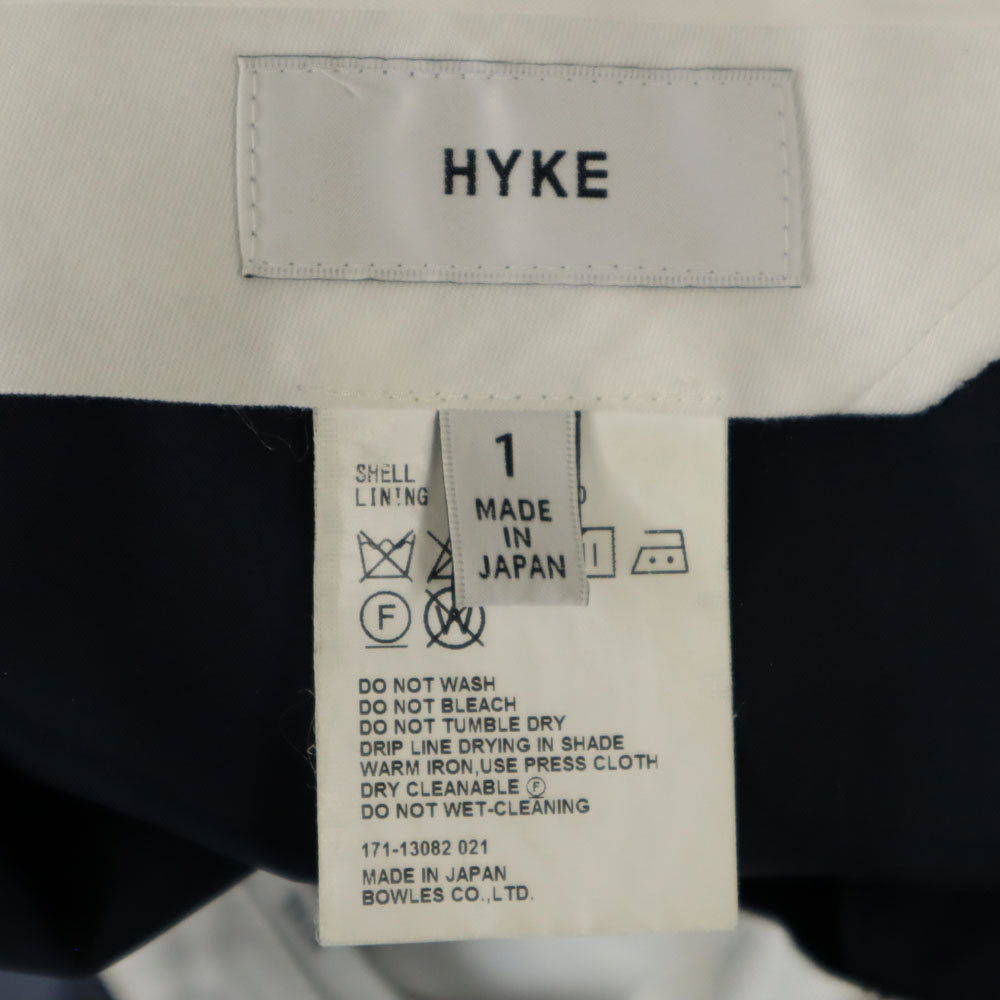 HYKE
1
MADE
IN
JAPAN
SHELL
LINING
F
W
DO NOT WASH
DO NOT BLEACH
DO NOT TUMBLE DRY
DRIP LINE DRYING IN SHADE
WARM IRON,USE PRESS CLOTH
DRY CLEANABLE Ⓕ
DO NOT WET-CLEANING
171-13082 021
MADE IN JAPAN
BOWLES CO.,LTD.